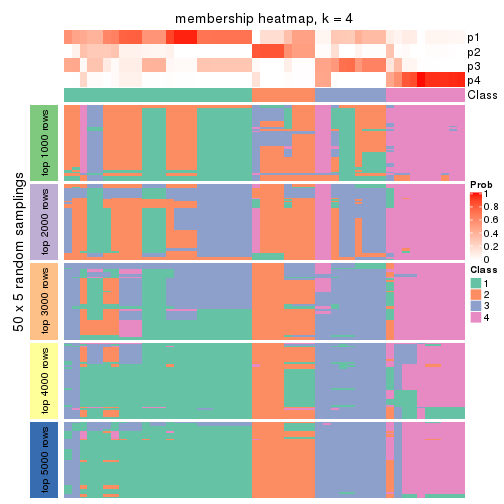 membership heatmap, k = 4
p1
p2
p3
p4
Class
50 x 5 random samplings
top 1000 rows
top 2000 rows
top 3000 rows
top 4000 rows
top 5000 rows
Prob
1
0.8
0.6
0.4
0.2
0
Class
1
2
3
4